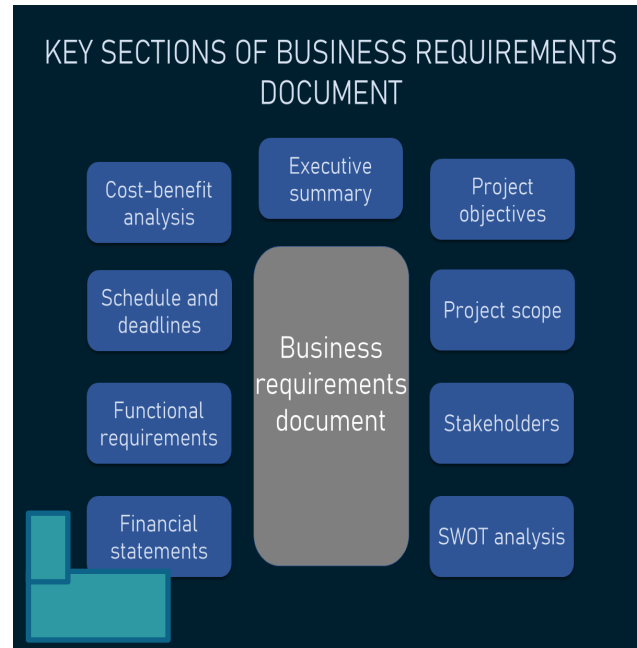 KEY SECTIONS OF BUSINESS REQUIREMENTS
DOCUMENT
Executive
summary
Cost-benefit
analysis
Project
objectives
Schedule and
deadlines
Project scope
Business
requirements
document
Functional
requirements
Stakeholders
Financial
statements
SWOT analysis